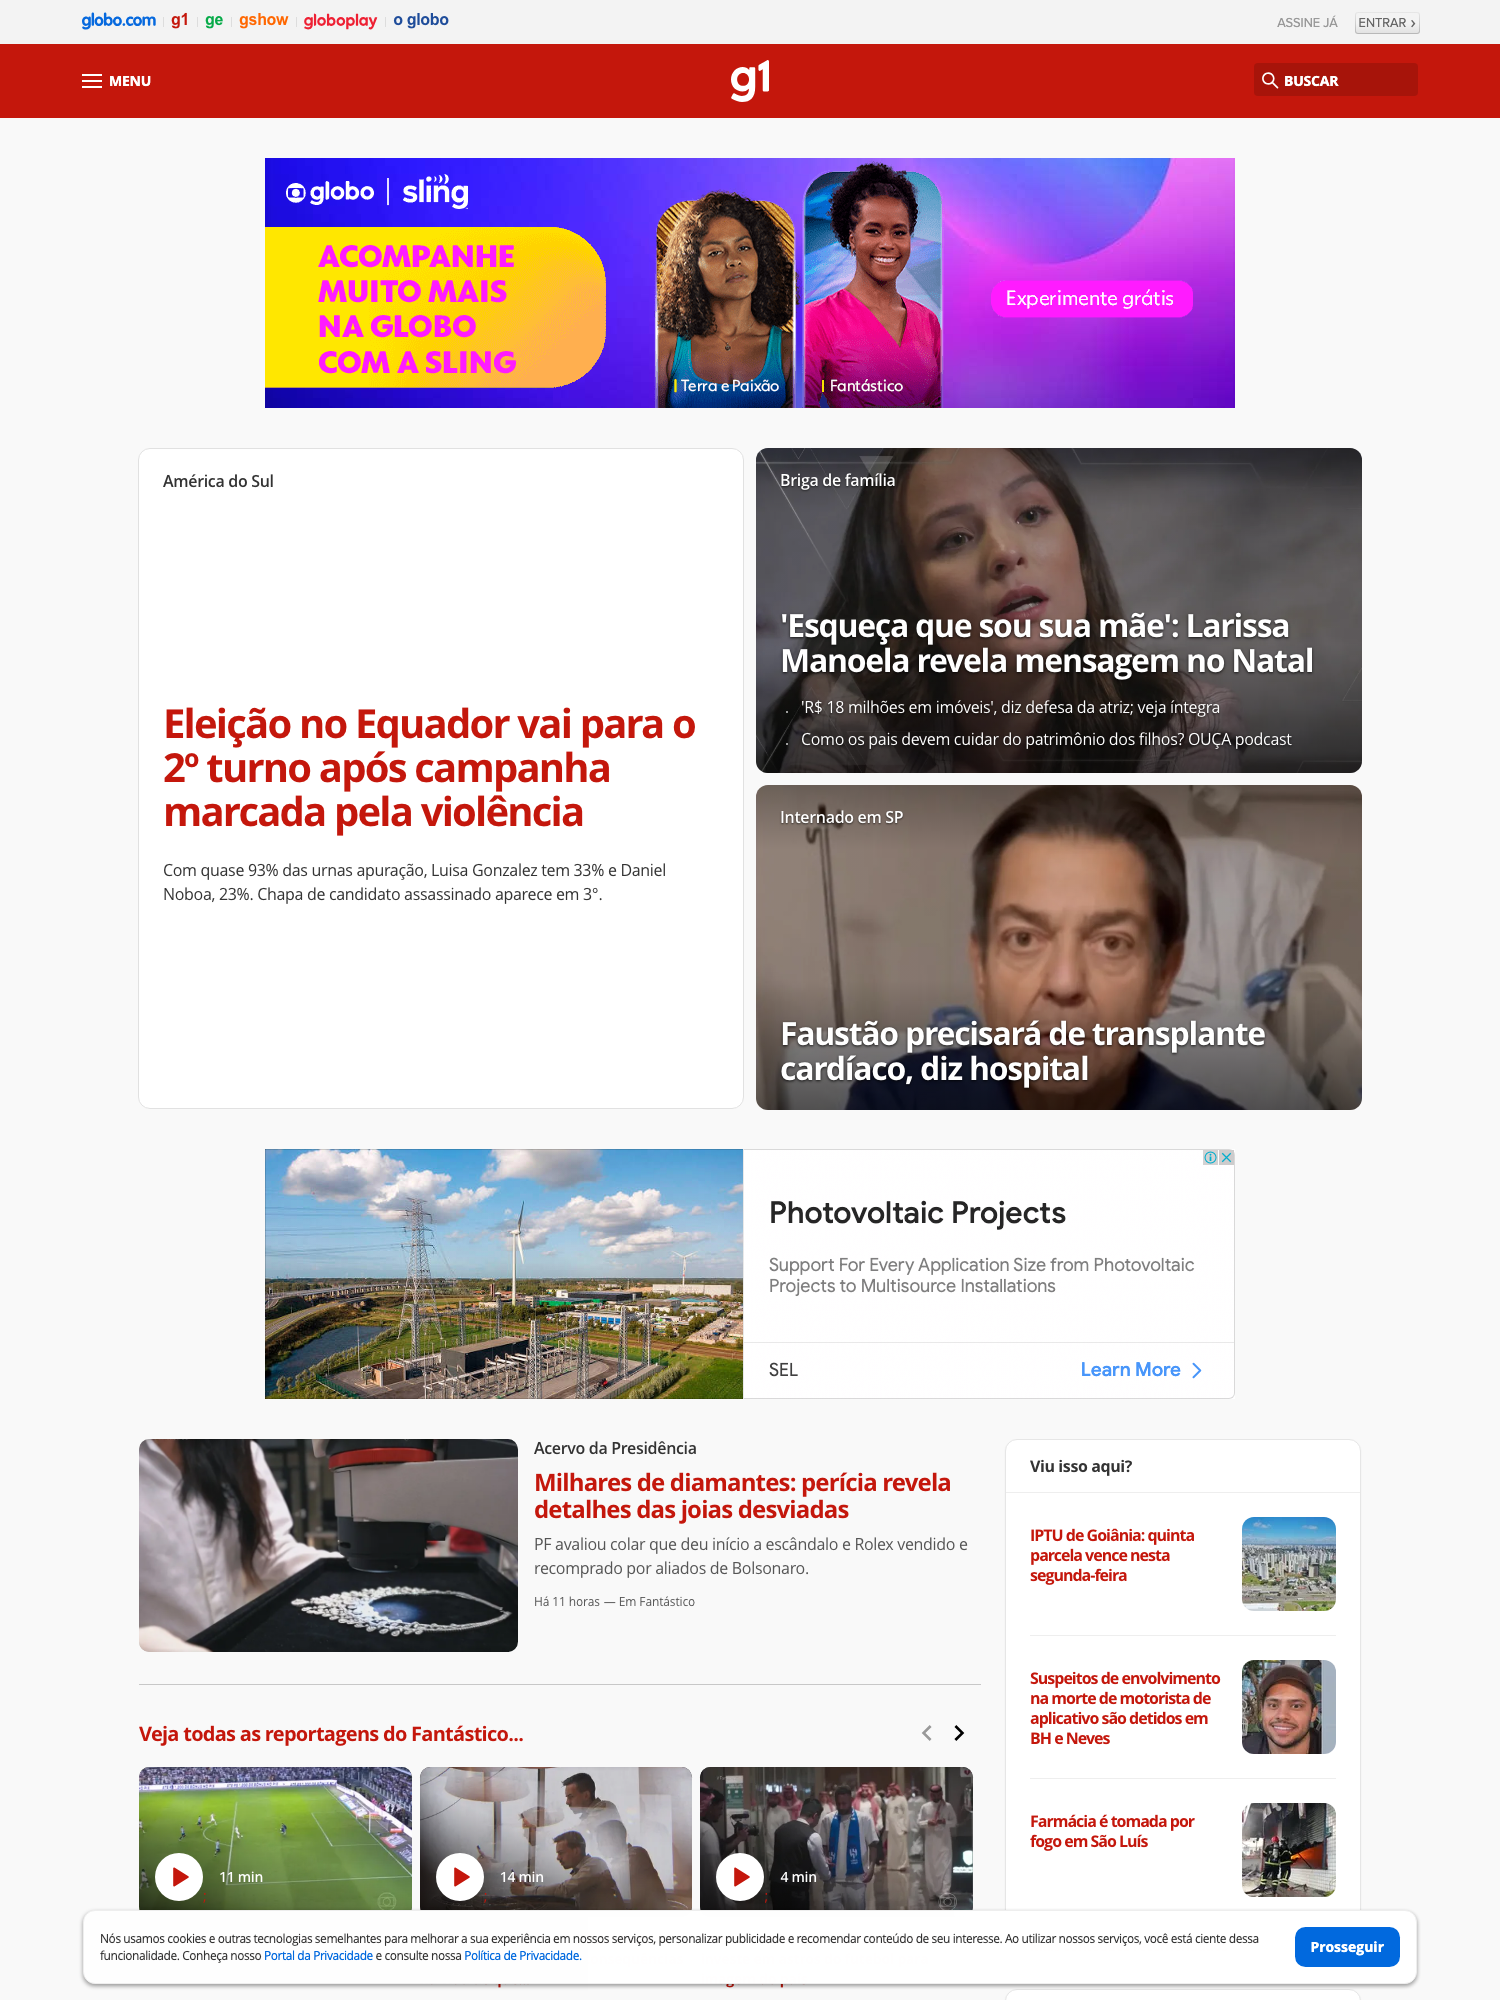 globo.com g1 ge gshow globoplay o globo
ASSINE JÁ ENTRAR ›
MENU
g1
BUSCAR
globo | sling
ACOMPANHE
MUITO MAIS
NA GLOBO
COM A SLING
Terra e Paixão
Fantástico
Experimente grátis
América do Sul
Eleição no Equador vai para o
2º turno após campanha
marcada pela violência
Com quase 93% das urnas apuração, Luisa Gonzalez tem 33% e Daniel
Noboa, 23%. Chapa de candidato assassinado aparece em 3°.
Briga de família
'Esqueça que sou sua mãe': Larissa
Manoela revela mensagem no Natal
'R$ 18 milhões em imóveis', diz defesa da atriz; veja íntegra
Como os pais devem cuidar do patrimônio dos filhos? OUÇA podcast
Internado em SP
Faustão precisará de transplante
cardíaco, diz hospital
Photovoltaic Projects
Support For Every Application Size from Photovoltaic
Projects to Multisource Installations
SEL
Learn More
Acervo da Presidência
Milhares de diamantes: perícia revela
detalhes das joias desviadas
PF avaliou colar que deu início a escândalo e Rolex vendido e
recomprado por aliados de Bolsonaro.
Há 11 horas — Em Fantástico
Veja todas as reportagens do Fantástico...
11 min
14 min
4 min
Viu isso aqui?
IPTU de Goiânia: quinta
parcela vence nesta
segunda-feira
Suspeitos de envolvimento
na morte de motorista de
aplicativo são detidos em
BH e Neves
Farmácia é tomada por
fogo em São Luís
Nós usamos cookies e outras tecnologias semelhantes para melhorar a sua experiência em nossos serviços, personalizar publicidade e recomendar conteúdo de seu interesse. Ao utilizar nossos serviços, você está ciente dessa
funcionalidade. Conheça nosso Portal da Privacidade e consulte nossa Política de Privacidade.
Prosseguir